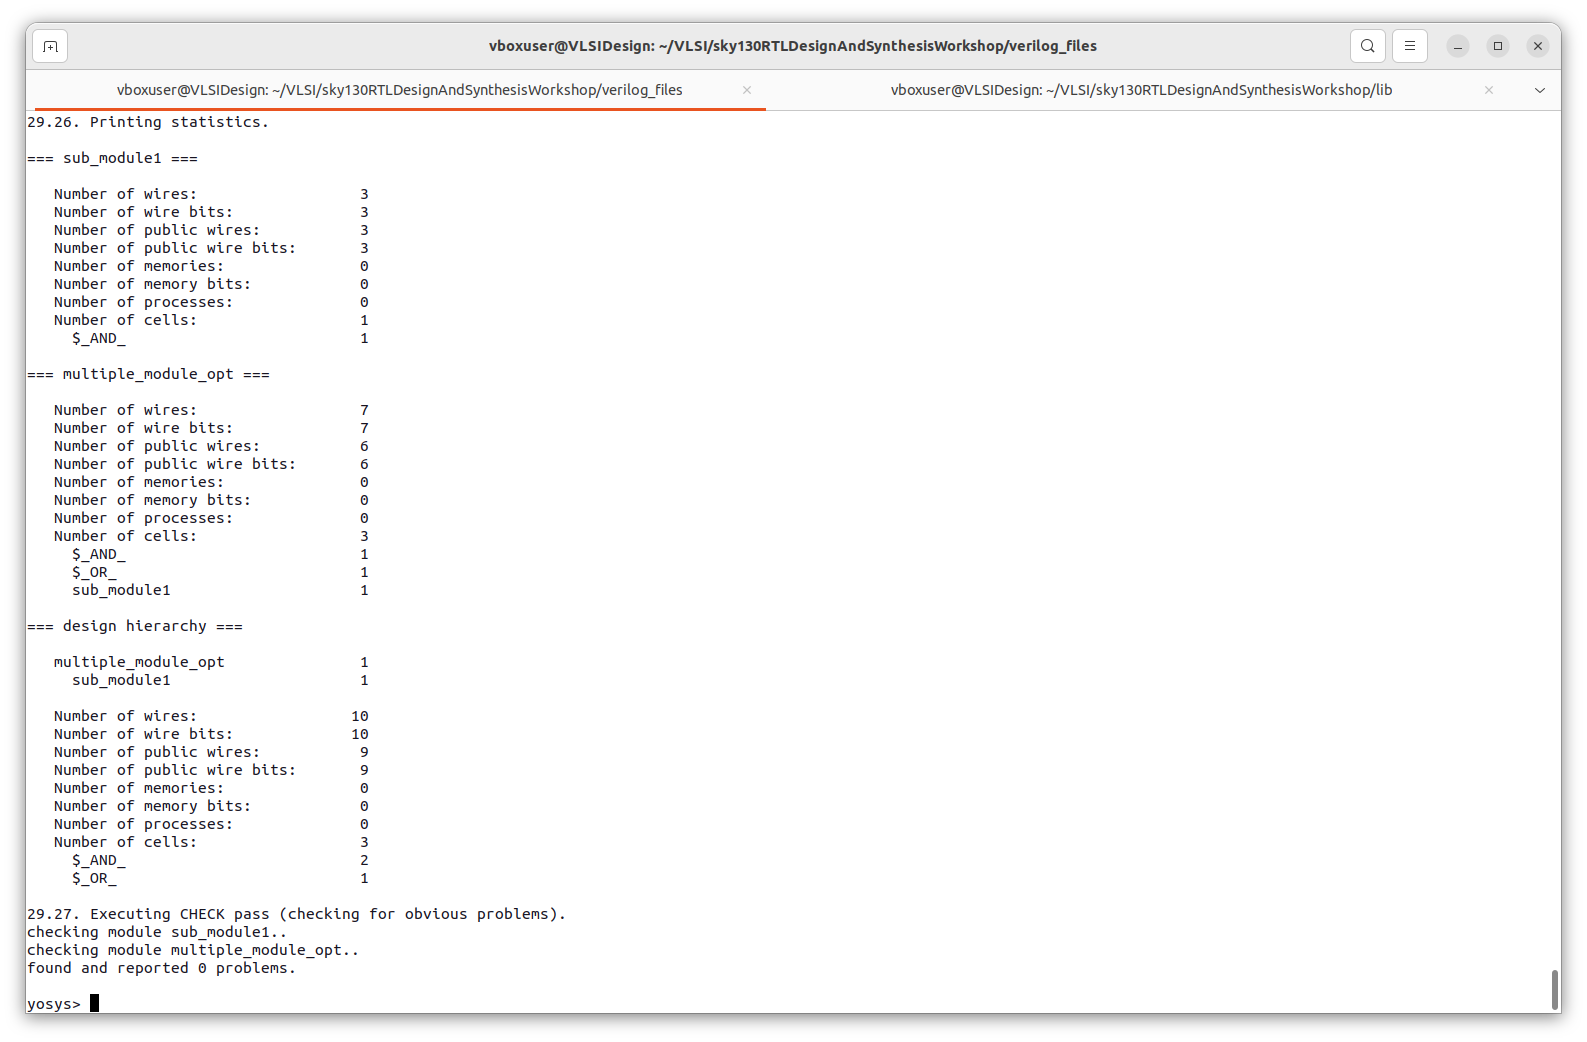 vboxuser@VLSIDesign: ~/VLSI/sky130RTLDesignAndSynthesisWorkshop/verilog_files
vboxuser@VLSIDesign: ~/VLSI/sky130RTLDesignAndSynthesisWorkshop/verilog_files × vboxuser@VLSIDesign: ~/VLSI/sky130RTLDesignAndSynthesisWorkshop/lib ×
29.26. Printing statistics.
=== sub_module1 ===
Number of wires: 3
Number of wire bits: 3
Number of public wires: 3
Number of public wire bits: 3
Number of memories: 0
Number of memory bits: 0
Number of processes: 0
Number of cells: 1
$_AND_ 1
=== multiple_module_opt ===
Number of wires: 7
Number of wire bits: 7
Number of public wires: 6
Number of public wire bits: 6
Number of memories: 0
Number of memory bits: 0
Number of processes: 0
Number of cells: 3
$_AND_ 1
$_OR_ 1
sub_module1 1
=== design hierarchy ===
multiple_module_opt 1
sub_module1 1
Number of wires: 10
Number of wire bits: 10
Number of public wires: 9
Number of public wire bits: 9
Number of memories: 0
Number of memory bits: 0
Number of processes: 0
Number of cells: 3
$_AND_ 2
$_OR_ 1
29.27. Executing CHECK pass (checking for obvious problems).
checking module sub_module1..
checking module multiple_module_opt..
found and reported 0 problems.
yosys>